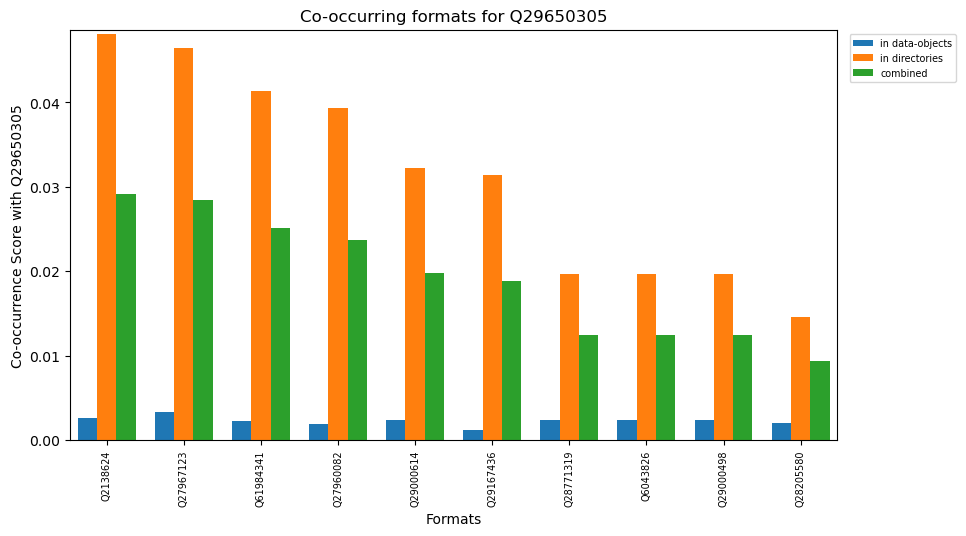 Co-occurring formats for Q29650305
in data-objects
in directories
combined
Co-occurrence Score with Q29650305
0.04
0.03
0.02
0.01
0.00
Q2138624
Q27967123
Q61984341
Q27960082
Q29000614
Q29167436
Q28771319
Q6043826
Q29000498
Q28205580
Formats